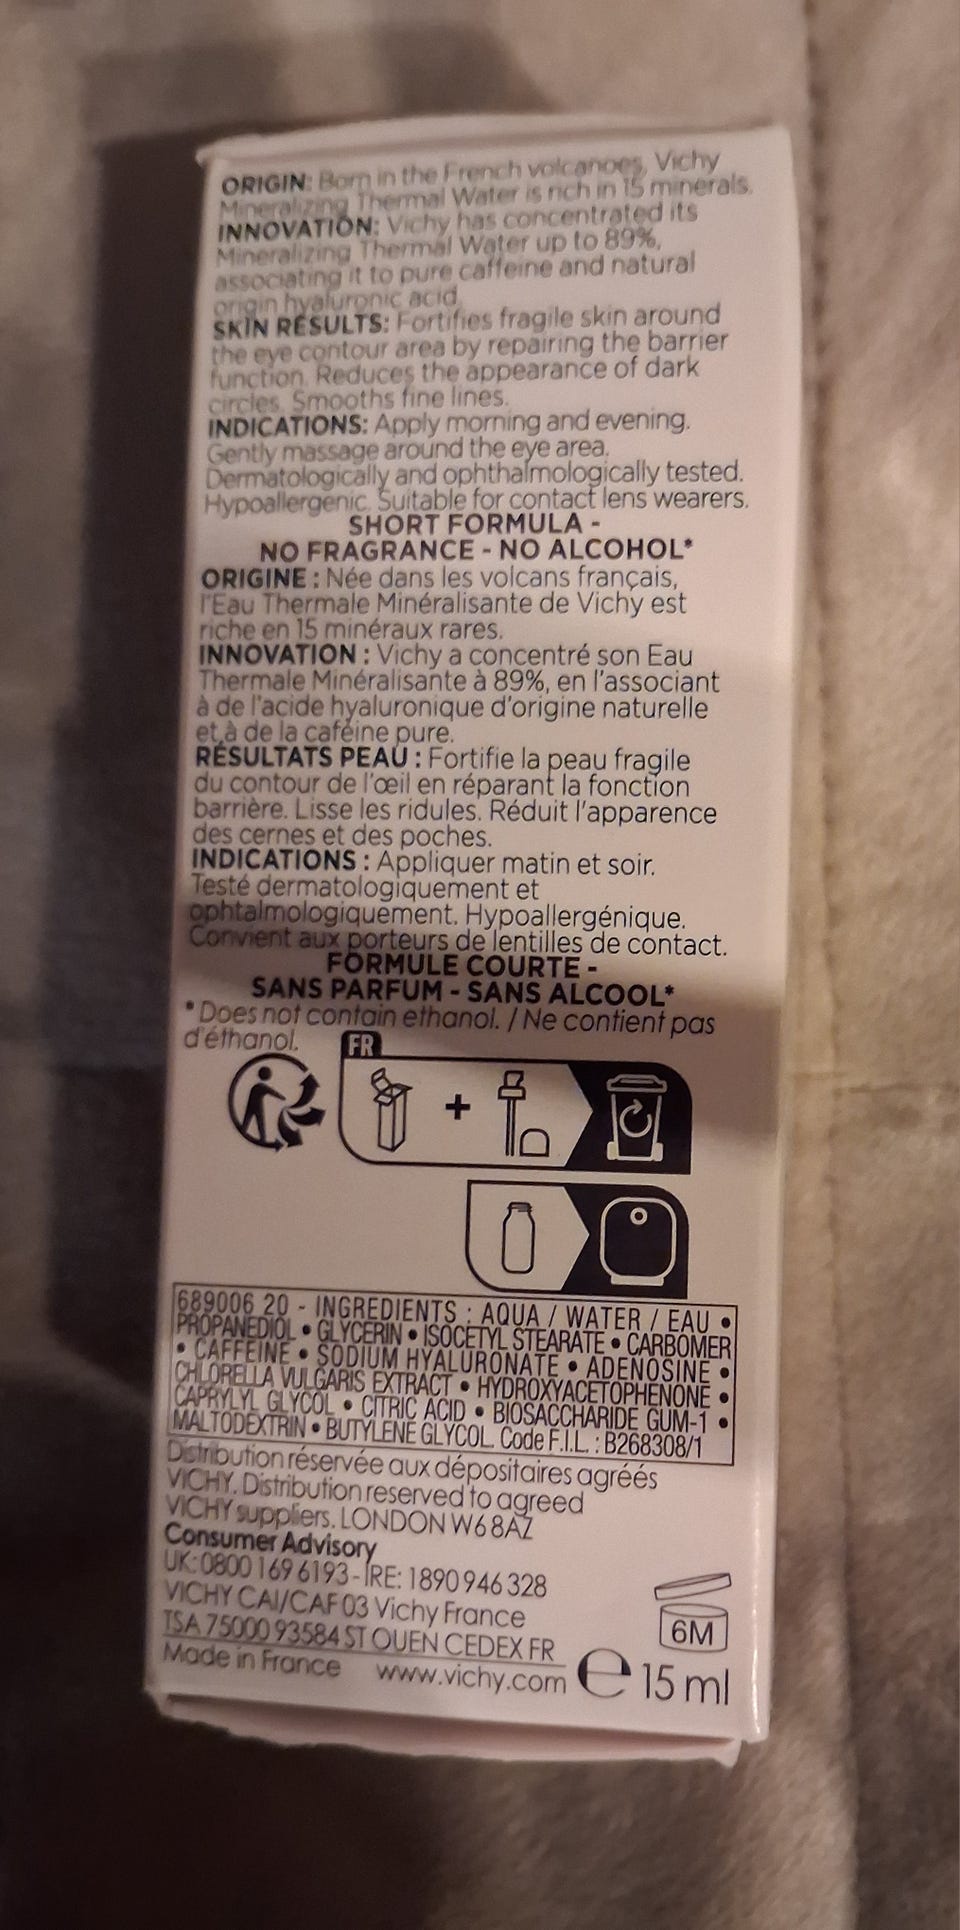 ORIGIN: Born in the French volcanoes, Vichy
Mineralizing Thermal Water is rich in 15 minerals.
INNOVATION: Vichy has concentrated its
Mineralizing Thermal Water up to 89%,
associating it to pure caffeine and natural
origin hyaluronic acid.
SKIN RESULTS: Fortifies fragile skin around
the eye contour area by repairing the barrier
function. Reduces the appearance of dark
circles. Smooths fine lines.
INDICATIONS: Apply morning and evening.
Gently massage around the eye area.
Dermatologically and ophthalmologically tested.
Hypoallergenic. Suitable for contact lens wearers.
SHORT FORMULA -
NO FRAGRANCE - NO ALCOHOL*
ORIGINE : Née dans les volcans français,
l'Eau Thermale Minéralisante de Vichy est
riche en 15 minéraux rares.
INNOVATION : Vichy a concentré son Eau
Thermale Minéralisante à 89%, en l'associant
à de l'acide hyaluronique d'origine naturelle
et à de la caféine pure.
RÉSULTATS PEAU : Fortifie la peau fragile
du contour de l'œil en réparant la fonction
barrière. Lisse les ridules. Réduit l'apparence
des cernes et des poches.
INDICATIONS : Appliquer matin et soir.
Testé dermatologiquement et
ophtalmologiquement. Hypoallergénique.
Convient aux porteurs de lentilles de contact.
FORMULE COURTE -
SANS PARFUM - SANS ALCOOL*
*Does not contain ethanol. / Ne contient pas
d'éthanol.
FR
+
689006 20 - INGREDIENTS : AQUA / WATER / EAU •
PROPANEDIOL • GLYCERIN • ISOCETYL STEARATE • CARBOMER
• CAFFEINE • SODIUM HYALURONATE • ADENOSINE •
CHLORELLA VULGARIS EXTRACT • HYDROXYACETOPHENONE •
CAPRYLYL GLYCOL • CITRIC ACID • BIOSACCHARIDE GUM-1 •
MALTODEXTRIN • BUTYLENE GLYCOL. Code F.I.L. : B268308/1
Distribution réservée aux dépositaires agréés
VICHY. Distribution reserved to agreed
VICHY suppliers. LONDON W6 8AZ
Consumer Advisory
UK: 0800 169 6193 - IRE: 1890 946 328
VICHY CAI/CAF 03 Vichy France
TSA 75000 93584 ST OUEN CEDEX FR
Made in France www.vichy.com e 15 ml
6M